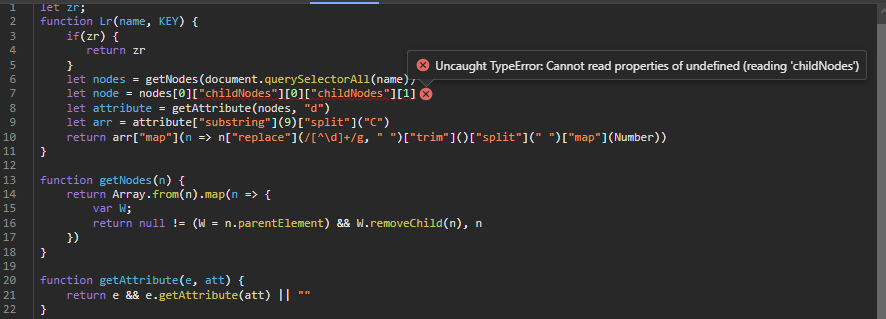 1 let zr;
2 function Lr(name, KEY) {
3 if(zr) {
4 return zr
5 }
Uncaught TypeError: Cannot read properties of undefined (reading 'childNodes')
6 let nodes = getNodes(document.querySelectorAll(name))
7 let node = nodes[0]["childNodes"][0]["childNodes"][1]
8 let attribute = getAttribute(nodes, "d")
9 let arr = attribute["substring"](9)["split"]("C")
10 return arr["map"](n => n["replace"](/[^\d]+/g, " ")["trim"]()["split"](" ")["map"](Number))
11 }
12
13 function getNodes(n) {
14 return Array.from(n).map(n => {
15 var W;
16 return null != (W = n.parentElement) && W.removeChild(n), n
17 })
18 }
19
20 function getAttribute(e, att) {
21 return e && e.getAttribute(att) || ""
22 }